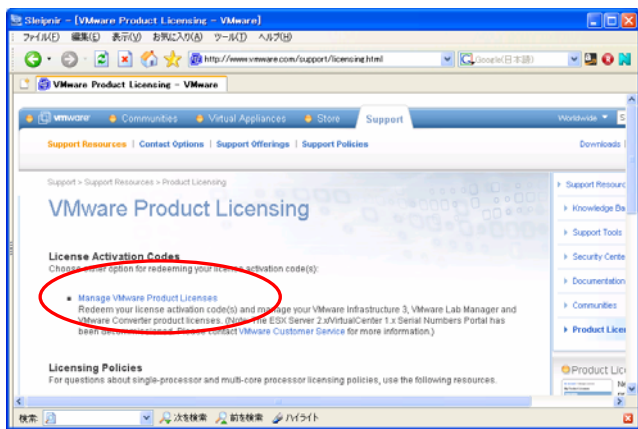 Sleipnir - [VMware Product Licensing - VMware]
ファイル(F) 編集(E) 表示(V) お気に入り(A) ツール(T) ヘルプ(H)
http://www.vmware.com/support/licensing.html Google(日本語)
VMware Product Licensing - VMware
vmware Communities Virtual Appliances Store Support Worldwide S
Support Resources | Contact Options | Support Offerings | Support Policies Downloads |
Support > Support Resources > Product Licensing
Support Resourc
VMware Product Licensing
Knowledge Ba
Support Tools
License Activation Codes
Security Cente
Choose either option for redeeming your license activation code(s):
Documentation
Manage VMware Product Licenses
Communities
Redeem your license activation code(s) and manage your VMware Infrastructure 3, VMware Lab Manager and
VMware Converter product licenses. (Note: The ESX Server 2.x/VirtualCenter 1.x Serial Numbers Portal has
Product Licen
been decommissioned. Please contact VMware Customer Service for more information.)
Licensing Policies
Product Lice
For questions about single-processor and multi-core processor licensing policies, use the following resources.
検索: 次を検索 前を検索 ハイライト